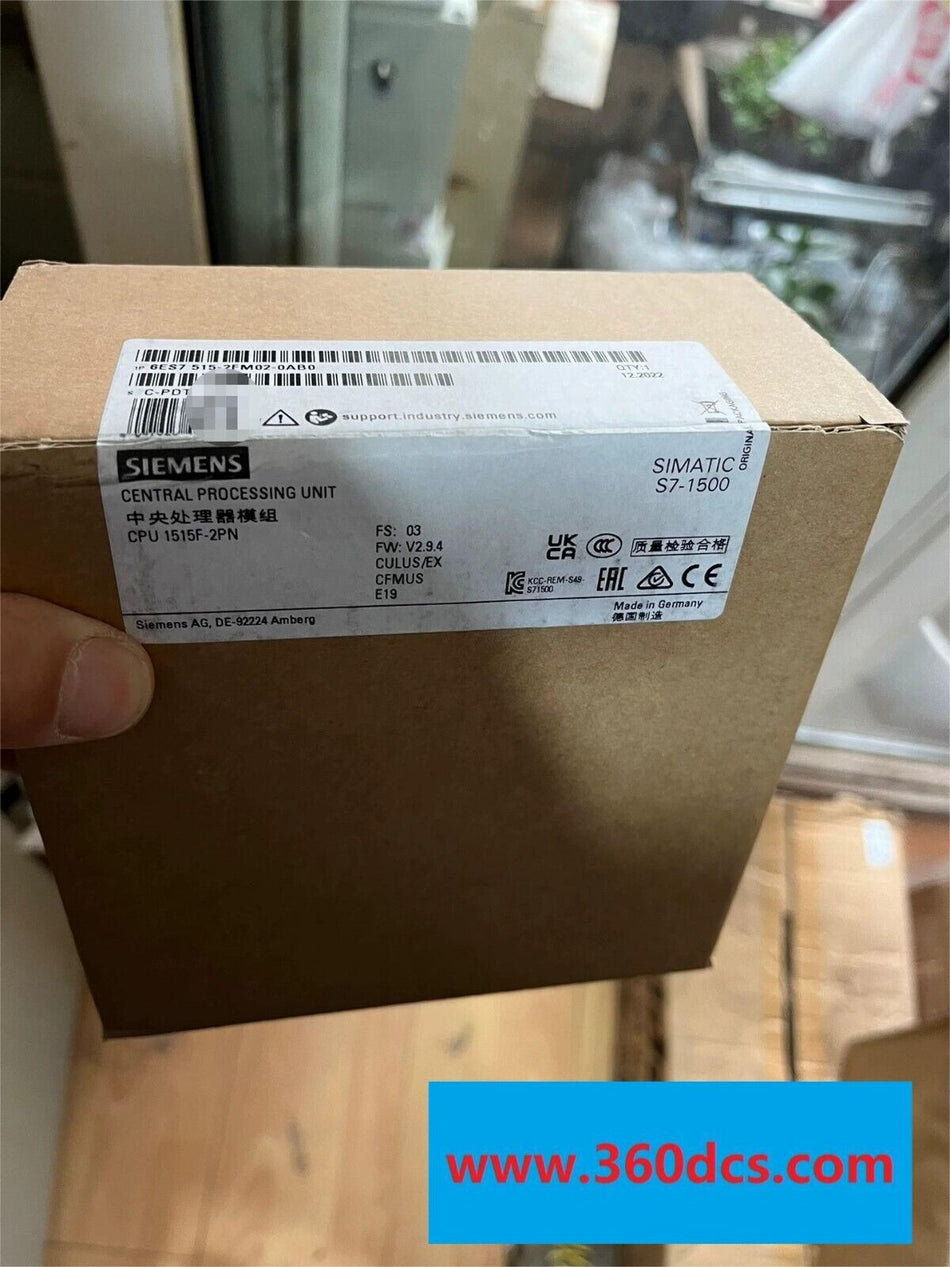 1P 6ES7 515-2FM02-0AB0
QTY:1
12.2022
S C-PDT
support.industry.siemens.com
ORIGINAL PACKAGING
SIEMENS
SIMATIC
S7-1500
CENTRAL PROCESSING UNIT
中央处理器模组
CPU 1515F-2PN
FS: 03
FW: V2.9.4
CULUS/EX
CFMUS
E19
UK
CA
CCC
质量检验合格
KCC-REM-S49-
S71500
EAC
CE
Made in Germany
德国制造
Siemens AG, DE-92224 Amberg
www.360dcs.com